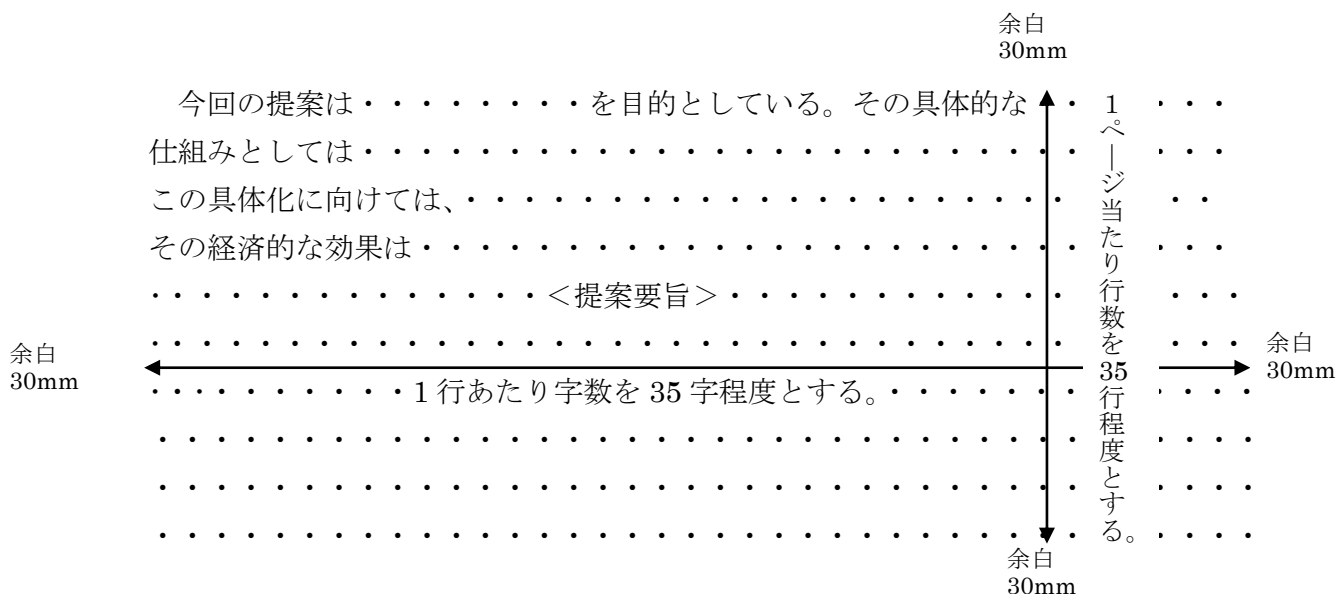 余白
30mm
今回の提案は・・・・・・・・を目的としている。その具体的な・・・・・
仕組みとしては・・・・・・・・・・・・・・・・・・・・・・・・・・・・
この具体化に向けては、・・・・・・・・・・・・・・・・・・・・・・・
その経済的な効果は・・・・・・・・・・・・・・・・・・・・・・・・・・
・・・・・・・・・・・・・・<提案要旨>・・・・・・・・・・・・・・・
・・・・・・・・・・・・・・・・・・・・・・・・・・・・・・・・・・
余白
30mm
余白
30mm
・・・・・・・・・1 行あたり字数を 35 字程度とする。・・・・・・・・・・・
・・・・・・・・・・・・・・・・・・・・・・・・・・・・・・・・・・・
・・・・・・・・・・・・・・・・・・・・・・・・・・・・・・・・・・・
・・・・・・・・・・・・・・・・・・・・・・・・・・・・・・・・・・・
1ページ当たり行数を35行程度とする。
余白
30mm